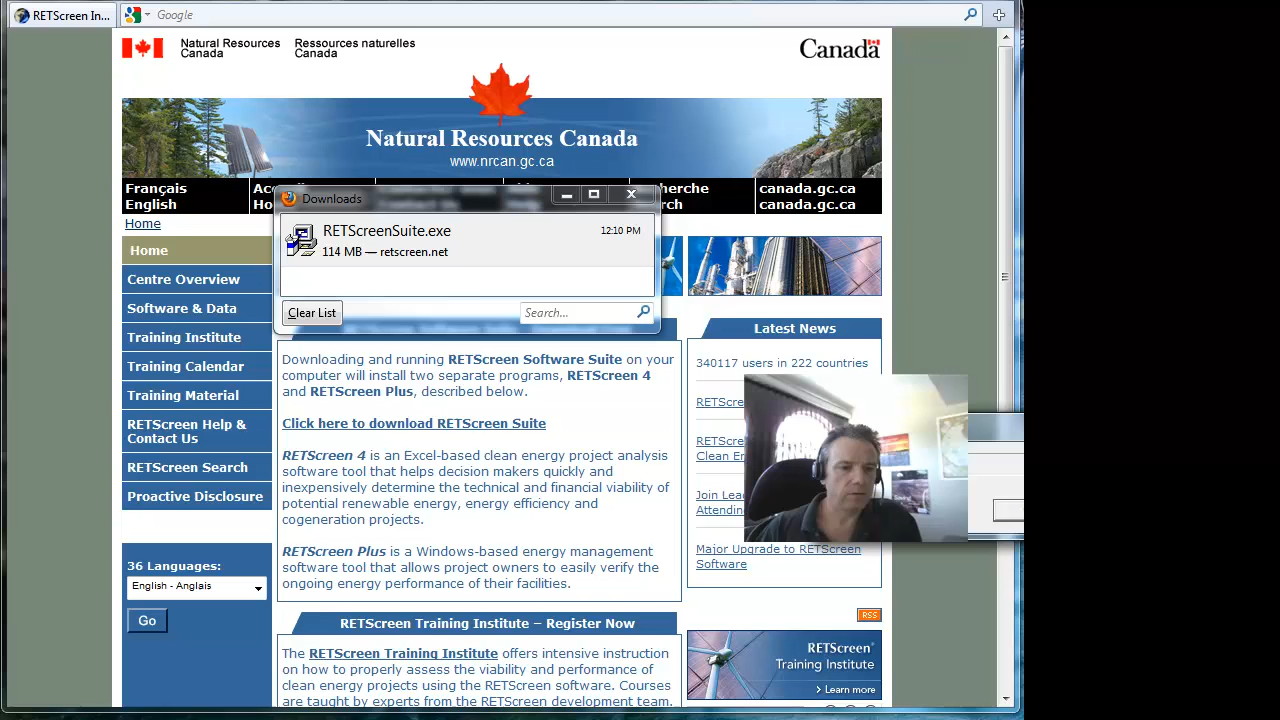 RETScreen In...
Google
Natural Resources Canada
Ressources naturelles Canada
Canada
Natural Resources Canada
www.nrcan.gc.ca
Français
English
canada.gc.ca
canada.gc.ca
Home
Downloads
RETScreenSuite.exe
12:10 PM
114 MB — retscreen.net
Clear List
Search...
Home
Centre Overview
Software & Data
Training Institute
Training Calendar
Training Material
RETScreen Help &
Contact Us
RETScreen Search
Proactive Disclosure
36 Languages:
English - Anglais
Go
Downloading and running RETScreen Software Suite on your
computer will install two separate programs, RETScreen 4
and RETScreen Plus, described below.
Click here to download RETScreen Suite
RETScreen 4 is an Excel-based clean energy project analysis
software tool that helps decision makers quickly and
inexpensively determine the technical and financial viability of
potential renewable energy, energy efficiency and
cogeneration projects.
RETScreen Plus is a Windows-based energy management
software tool that allows project owners to easily verify the
ongoing energy performance of their facilities.
RETScreen Training Institute – Register Now
The RETScreen Training Institute offers intensive instruction
on how to properly assess the viability and performance of
clean energy projects using the RETScreen software. Courses
are taught by experts from the RETScreen development team.
Latest News
340117 users in 222 countries
Clean
Join
Major Upgrade to RETScreen
Software
RSS
RETScreen®
Training Institute
Learn more